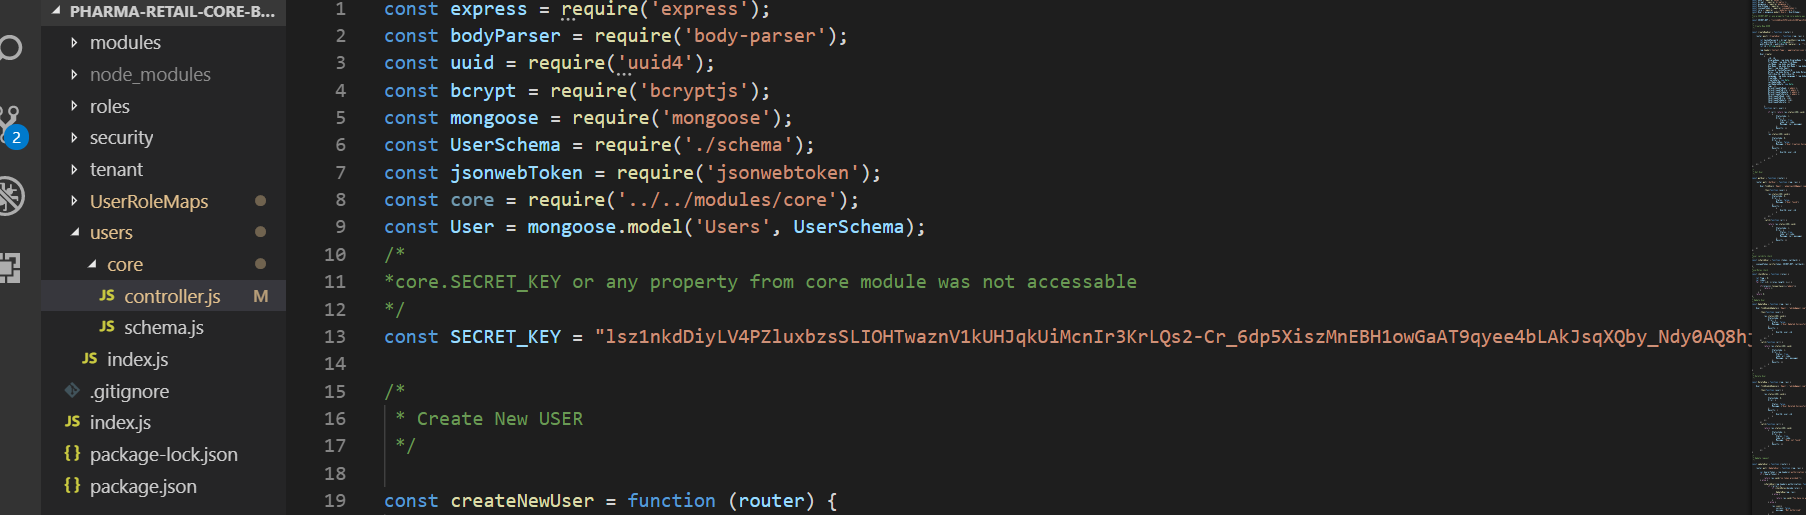 PHARMA-RETAIL-CORE-B...
modules
node_modules
roles
security
tenant
UserRoleMaps
users
core
JS controller.js M
JS schema.js
JS index.js
.gitignore
JS index.js
{} package-lock.json
{} package.json
2
1 const express = require('express');
2 const bodyParser = require('body-parser');
3 const uuid = require('uuid4');
4 const bcrypt = require('bcryptjs');
5 const mongoose = require('mongoose');
6 const UserSchema = require('./schema');
7 const jsonwebToken = require('jsonwebtoken');
8 const core = require('../../modules/core');
9 const User = mongoose.model('Users', UserSchema);
10 /*
11 *core.SECRET_KEY or any property from core module was not accessable
12 */
13 const SECRET_KEY = "lsz1nkdDiyLV4PZluxbzsSLIOHTwaznV1kUHJqkUiMcnIr3KrLQs2-Cr_6dp5XiszMnEBH1owGaAT9qyee4bLAkJsqXQby_Ndy0AQ8h
14
15 /*
16 * Create New USER
17 */
18
19 const createNewUser = function (router) {